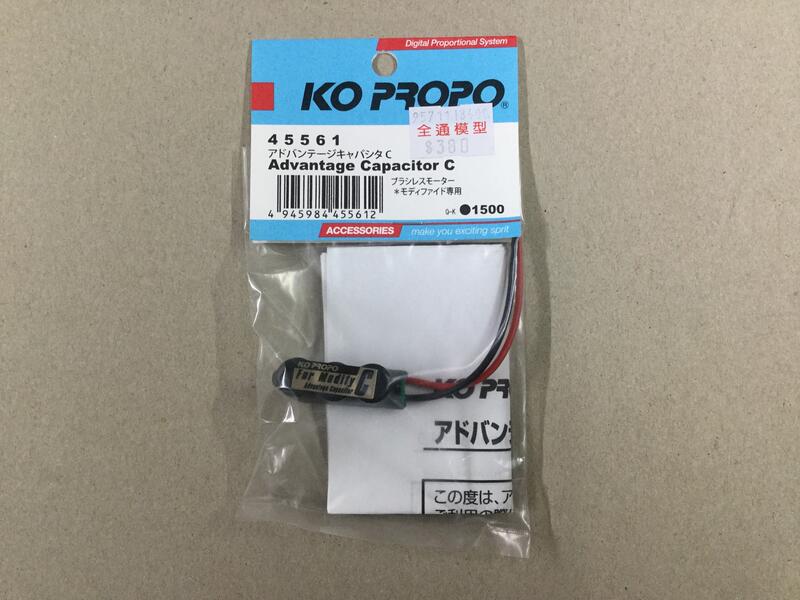 Digital Proportional System
KO PROPO®
全通模型
$380
45561
アドバンテージキャパシタ C
Advantage Capacitor C
ブラシレスモーター
*モディファイド専用
4 945984 455612
G-K ●1500
ACCESSORIES make you exciting sprit
KO PROPO
For Modify C
Advantage Capacitor
KO PROP
アドバン
この度は、ア